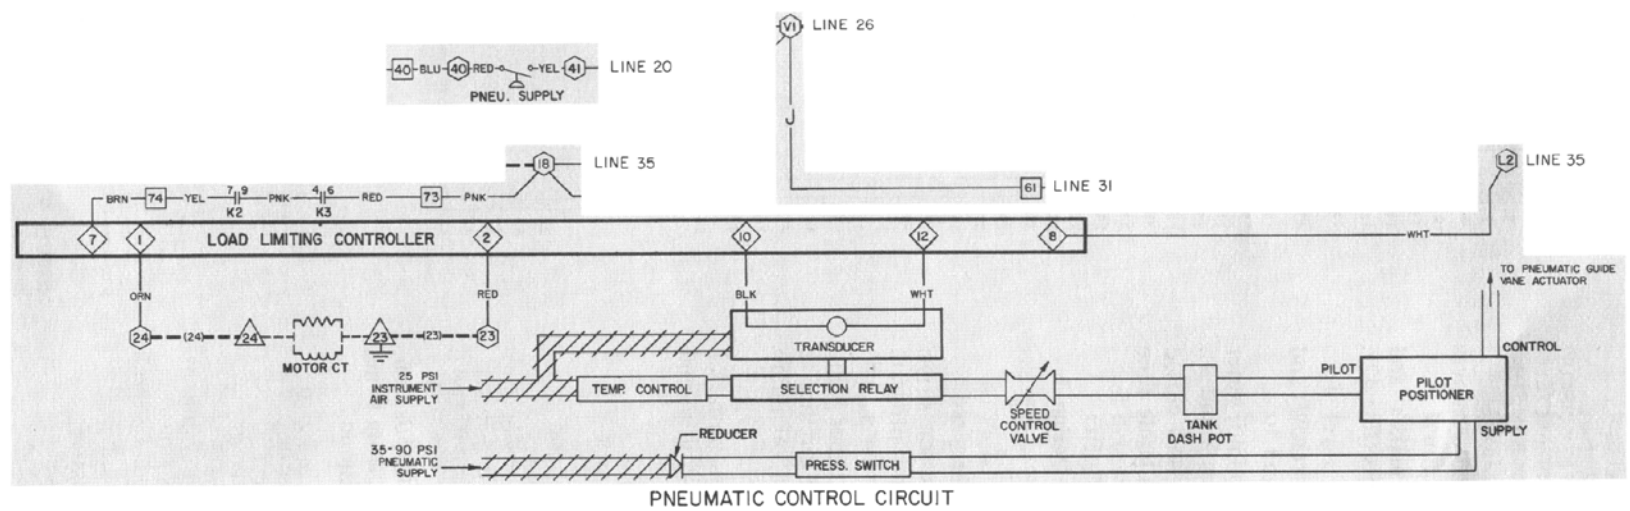 V1 LINE 26
40 BLU 40 RED YEL 41 LINE 20
PNEU. SUPPLY
J
18 LINE 35
L2 LINE 35
61 LINE 31
BRN 74 YEL 7 9 PNK 4 6 RED 73 PNK
K2 K3
7 1 LOAD LIMITING CONTROLLER 2 10 12 8 WHT
TO PNEUMATIC GUIDE
VANE ACTUATOR
ORN RED BLK WHT
24 (24) 24 23 (23) 23
MOTOR CT
TRANSDUCER
CONTROL
25 PSI
INSTRUMENT
AIR SUPPLY
TEMP. CONTROL
SELECTION RELAY
SPEED
CONTROL
VALVE
TANK
DASH POT
PILOT
PILOT
POSITIONER
SUPPLY
REDUCER
35-90 PSI
PNEUMATIC
SUPPLY
PRESS. SWITCH
PNEUMATIC CONTROL CIRCUIT